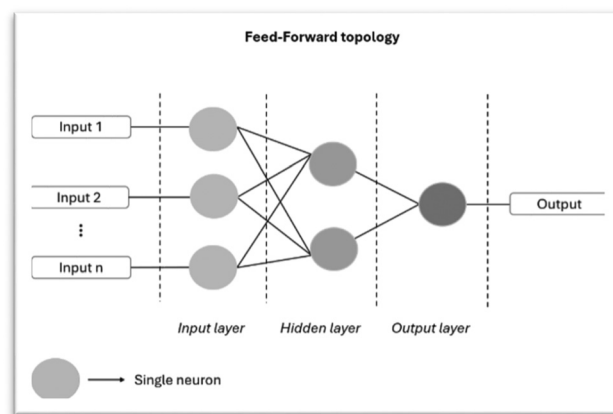 Feed-Forward topology
Input 1
Input 2
⋮
Input n
Output
Input layer
Hidden layer
Output layer
Single neuron